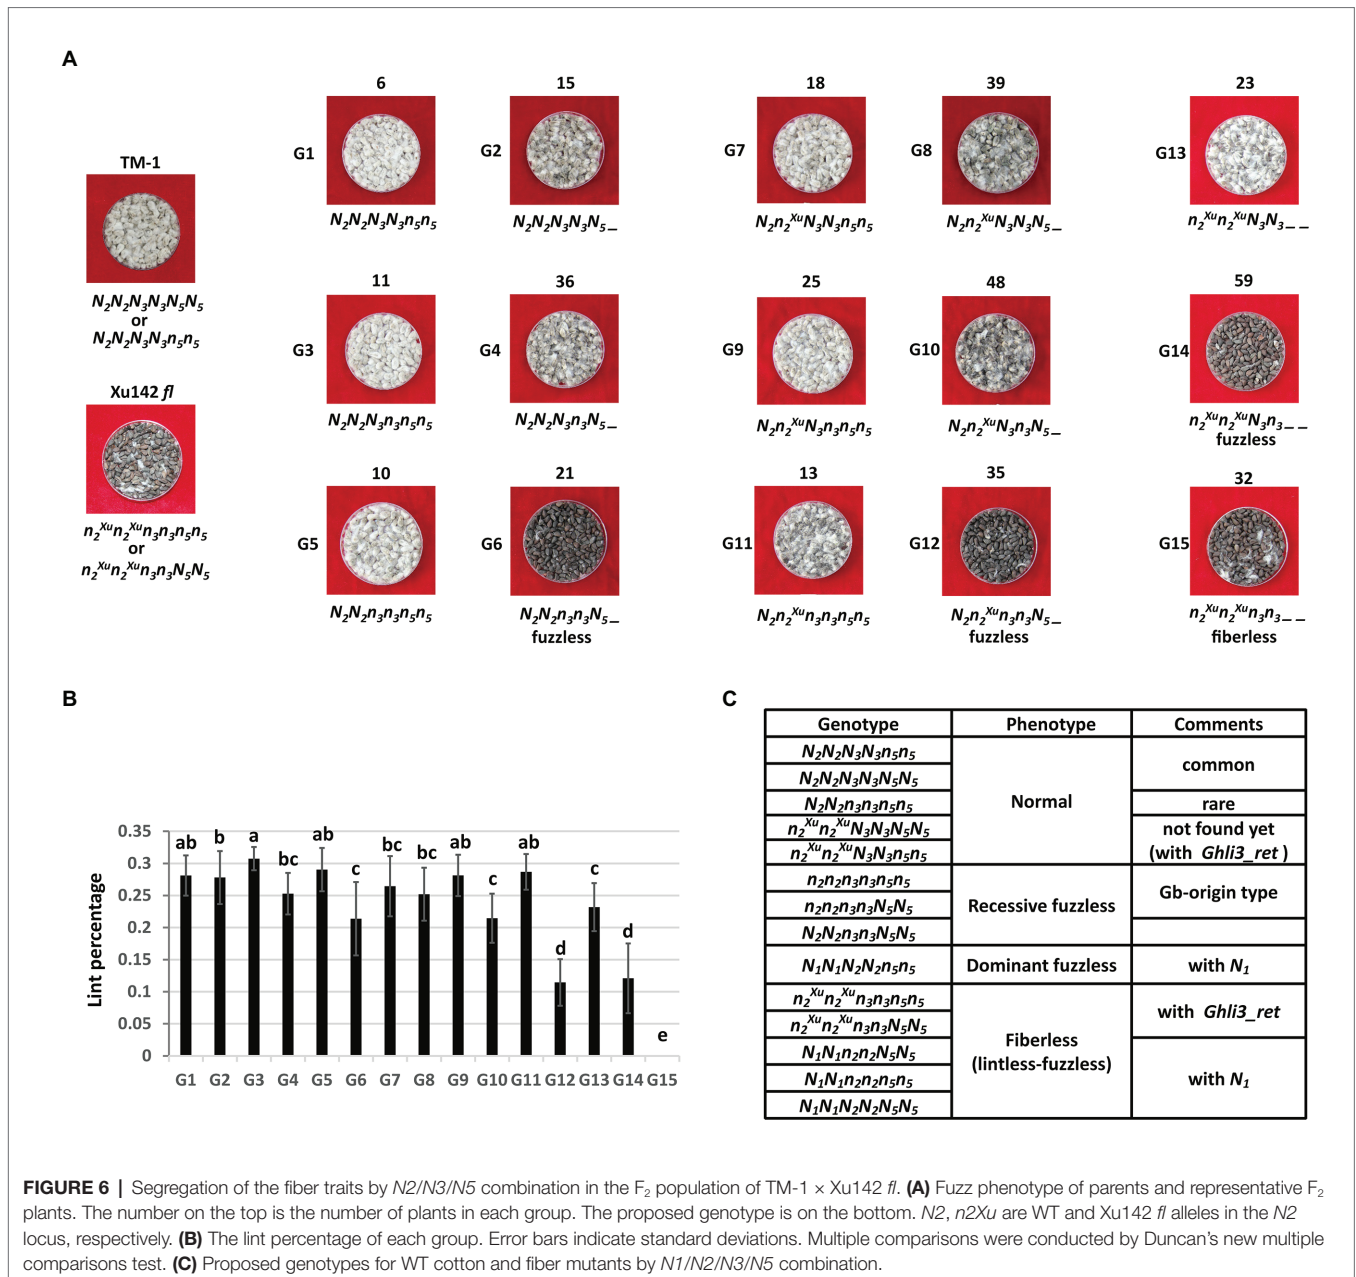 A
TM-1
N2N2N3N3N5N5
or
N2N2N3N3n5n5
Xu142 fl
n2Xun2Xun3n3n5n5
or
n2Xun2Xun3n3N5N5
6
G1
N2N2N3N3n5n5
15
G2
N2N2N3N3N5_
18
G7
N2n2XuN3N3n5n5
39
G8
N2n2XuN3N3N5_
23
G13
n2Xun2XuN3N3_ _
11
G3
N2N2N3n3n5n5
36
G4
N2N2N3n3N5_
25
G9
N2n2XuN3n3n5n5
48
G10
N2n2XuN3n3N5_
59
G14
n2Xun2XuN3n3_ _
fuzzless
10
G5
N2N2n3n3n5n5
21
G6
N2N2n3n3N5_
fuzzless
13
G11
N2n2Xun3n3n5n5
35
G12
N2n2Xun3n3N5_
fuzzless
32
G15
n2Xun2Xun3n3_ _
fiberless
B
Lint percentage
0.35
0.3
0.25
0.2
0.15
0.1
0.05
0
ab b a bc ab c bc bc ab c ab d c d e
G1 G2 G3 G4 G5 G6 G7 G8 G9 G10 G11 G12 G13 G14 G15
C
Genotype Phenotype Comments
N2N2N3N3n5n5
N2N2N3N3N5N5
N2N2n3n3n5n5
n2Xun2XuN3N3N5N5
n2Xun2XuN3N3n5n5
Normal
common
rare
not found yet
(with Ghli3_ret )
n2n2n3n3n5n5
n2n2n3n3N5N5
N2N2n3n3N5N5
Recessive fuzzless
Gb-origin type
N1N1N2N2n5n5 Dominant fuzzless with N1
n2Xun2Xun3n3n5n5
n2Xun2Xun3n3N5N5
N1N1n2n2N5N5
N1N1n2n2n5n5
N1N1N2N2N5N5
Fiberless
(lintless-fuzzless)
with Ghli3_ret
with N1
FIGURE 6 | Segregation of the fiber traits by N2/N3/N5 combination in the F2 population of TM-1 × Xu142 fl. (A) Fuzz phenotype of parents and representative F2
plants. The number on the top is the number of plants in each group. The proposed genotype is on the bottom. N2, n2Xu are WT and Xu142 fl alleles in the N2
locus, respectively. (B) The lint percentage of each group. Error bars indicate standard deviations. Multiple comparisons were conducted by Duncan's new multiple
comparisons test. (C) Proposed genotypes for WT cotton and fiber mutants by N1/N2/N3/N5 combination.